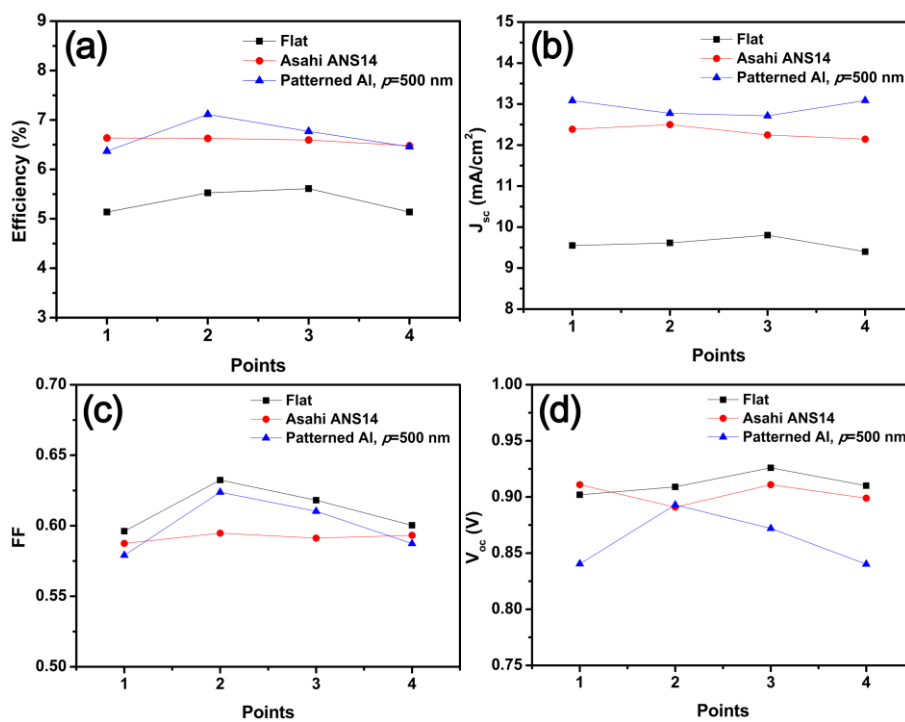 (a)
Flat
Asahi ANS14
Patterned Al, p=500 nm
Efficiency (%)
9
8
7
6
5
4
3
1 2 3 4
Points
(b)
Flat
Asahi ANS14
Patterned Al, p=500 nm
Jsc (mA/cm²)
15
14
13
12
11
10
9
8
1 2 3 4
Points
(c)
Flat
Asahi ANS14
Patterned Al, p=500 nm
FF
0.70
0.65
0.60
0.55
0.50
1 2 3 4
Points
(d)
Flat
Asahi ANS14
Patterned Al, p=500 nm
Voc (V)
1.00
0.95
0.90
0.85
0.80
0.75
1 2 3 4
Points